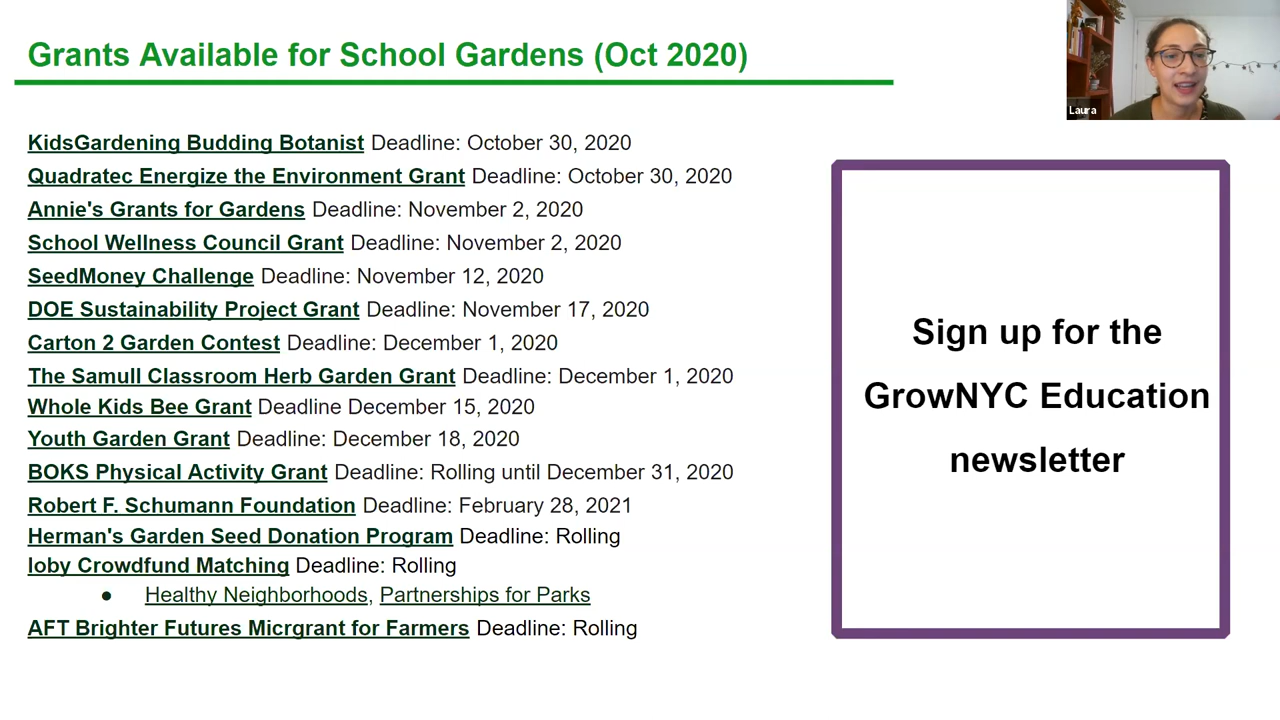 Grants Available for School Gardens (Oct 2020)
Laura
KidsGardening Budding Botanist Deadline: October 30, 2020
Quadratec Energize the Environment Grant Deadline: October 30, 2020
Annie's Grants for Gardens Deadline: November 2, 2020
School Wellness Council Grant Deadline: November 2, 2020
SeedMoney Challenge Deadline: November 12, 2020
DOE Sustainability Project Grant Deadline: November 17, 2020
Carton 2 Garden Contest Deadline: December 1, 2020
The Samull Classroom Herb Garden Grant Deadline: December 1, 2020
Whole Kids Bee Grant Deadline December 15, 2020
Youth Garden Grant Deadline: December 18, 2020
BOKS Physical Activity Grant Deadline: Rolling until December 31, 2020
Robert F. Schumann Foundation Deadline: February 28, 2021
Herman's Garden Seed Donation Program Deadline: Rolling
Ioby Crowdfund Matching Deadline: Rolling
● Healthy Neighborhoods, Partnerships for Parks
AFT Brighter Futures Micrgrant for Farmers Deadline: Rolling
Sign up for the
GrowNYC Education
newsletter